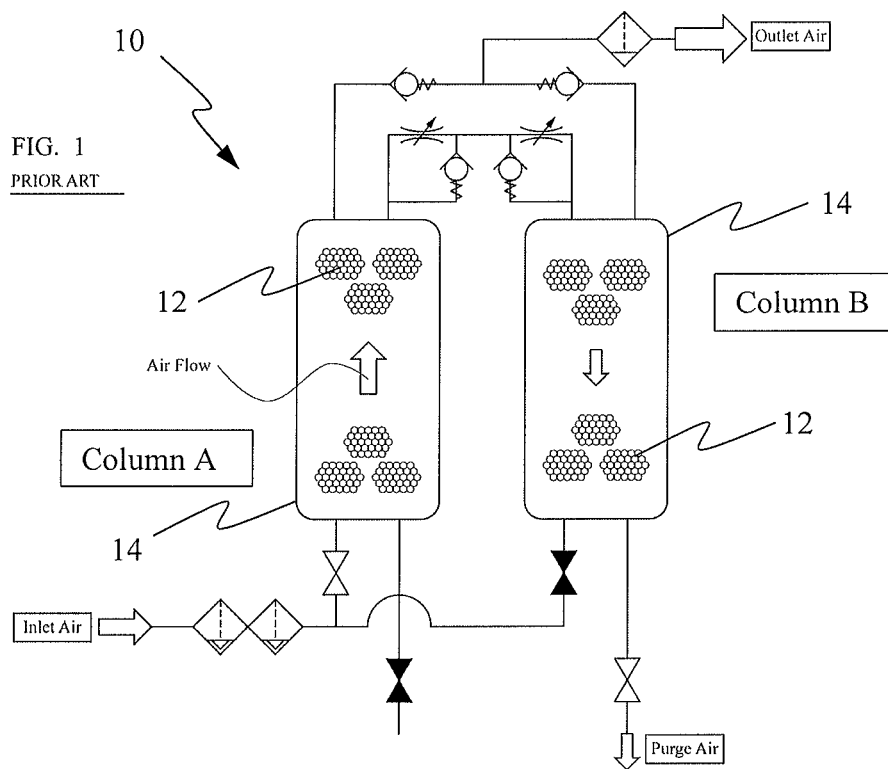 Outlet Air
10
FIG. 1
PRIOR ART
14
12
Column B
Air Flow
12
Column A
14
Inlet Air
Purge Air